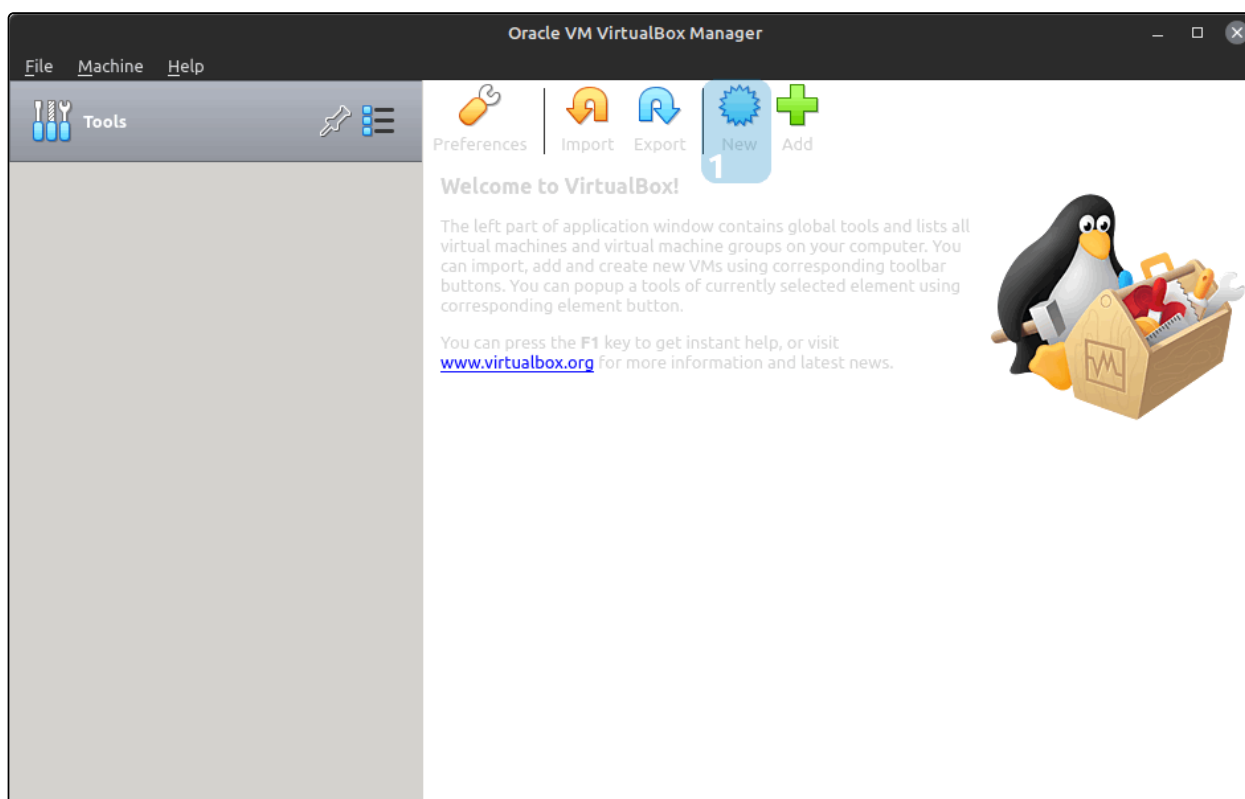 Oracle VM VirtualBox Manager
File Machine Help
Tools
Preferences Import Export New Add
1
Welcome to VirtualBox!
The left part of application window contains global tools and lists all
virtual machines and virtual machine groups on your computer. You
can import, add and create new VMs using corresponding toolbar
buttons. You can popup a tools of currently selected element using
corresponding element button.
You can press the F1 key to get instant help, or visit
www.virtualbox.org for more information and latest news.